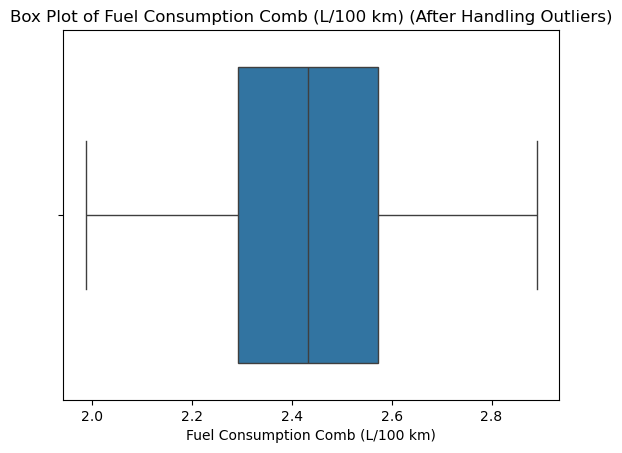 Box Plot of Fuel Consumption Comb (L/100 km) (After Handling Outliers)
2.0 2.2 2.4 2.6 2.8
Fuel Consumption Comb (L/100 km)